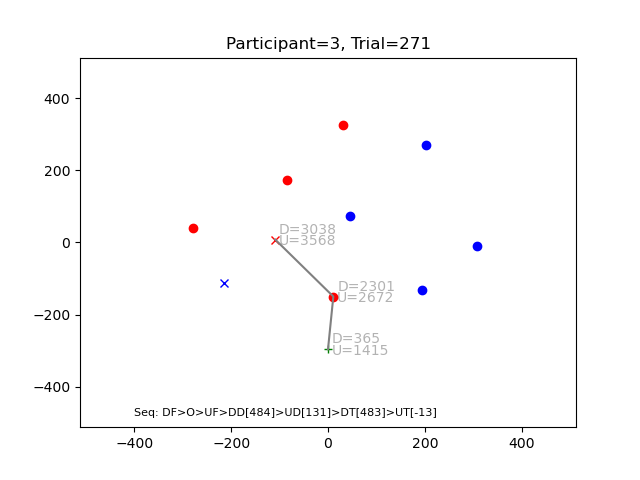 Participant=3, Trial=271
400
200
0
−200
−400
D=3038
U=3568
D=2301
U=2672
D=365
U=1415
Seq: DF>O>UF>DD[484]>UD[131]>DT[483]>UT[-13]
−400 −200 0 200 400